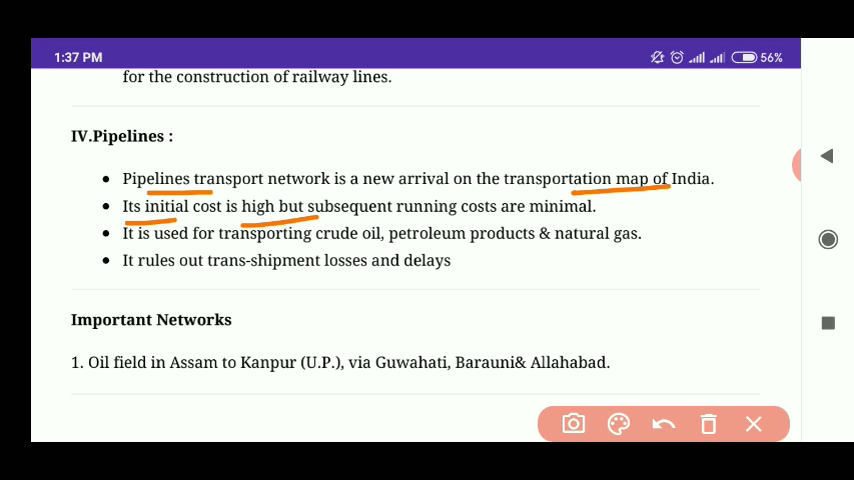 1:37 PM
56%
for the construction of railway lines.
IV.Pipelines :
Pipelines transport network is a new arrival on the transportation map of India.
Its initial cost is high but subsequent running costs are minimal.
It is used for transporting crude oil, petroleum products & natural gas.
It rules out trans-shipment losses and delays
Important Networks
1. Oil field in Assam to Kanpur (U.P.), via Guwahati, Barauni& Allahabad.